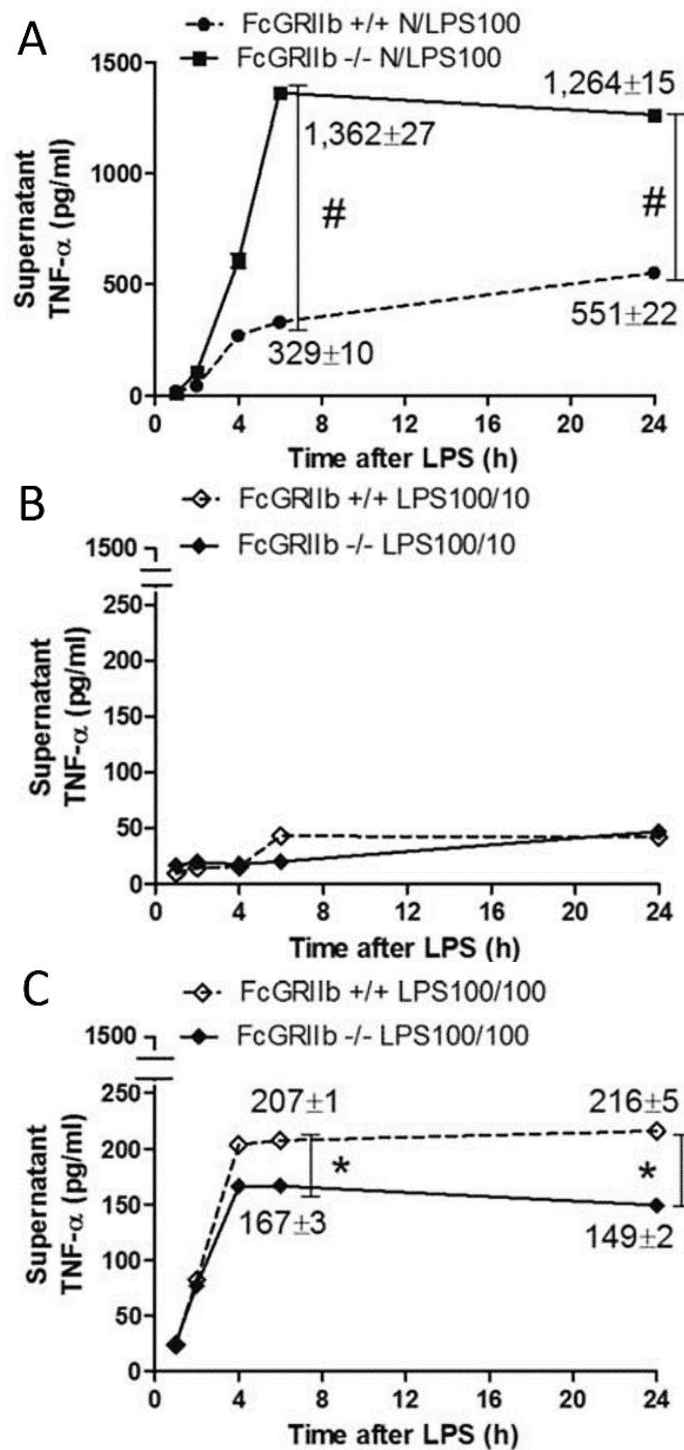 A
FcGRIIb +/+ N/LPS100
FcGRIIb -/- N/LPS100
1500
1000
500
0
Supernatant
TNF-α (pg/ml)
1,264±15
1,362±27
#
#
551±22
329±10
0 4 8 12 16 20 24
Time after LPS (h)
B
FcGRIIb +/+ LPS100/10
FcGRIIb -/- LPS100/10
1500
250
200
150
100
50
0
Supernatant
TNF-α (pg/ml)
0 4 8 12 16 20 24
Time after LPS (h)
C
FcGRIIb +/+ LPS100/100
FcGRIIb -/- LPS100/100
1500
250
200
150
100
50
0
Supernatant
TNF-α (pg/ml)
207±1
216±5
*
*
167±3
149±2
0 4 8 12 16 20 24
Time after LPS (h)